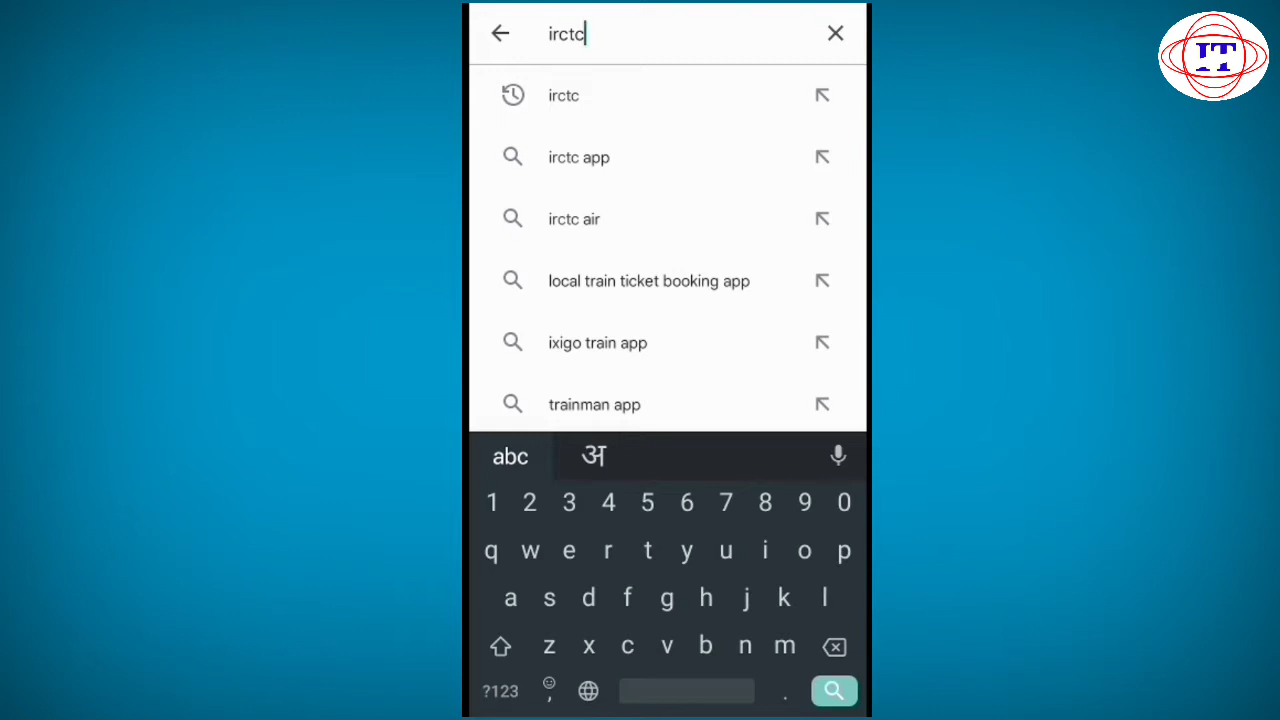 irctc
IT
irctc
irctc app
irctc air
local train ticket booking app
ixigo train app
trainman app
abc अ
1 2 3 4 5 6 7 8 9 0
q w e r t y u i o p
a s d f g h j k l
z x c v b n m
?123 , .